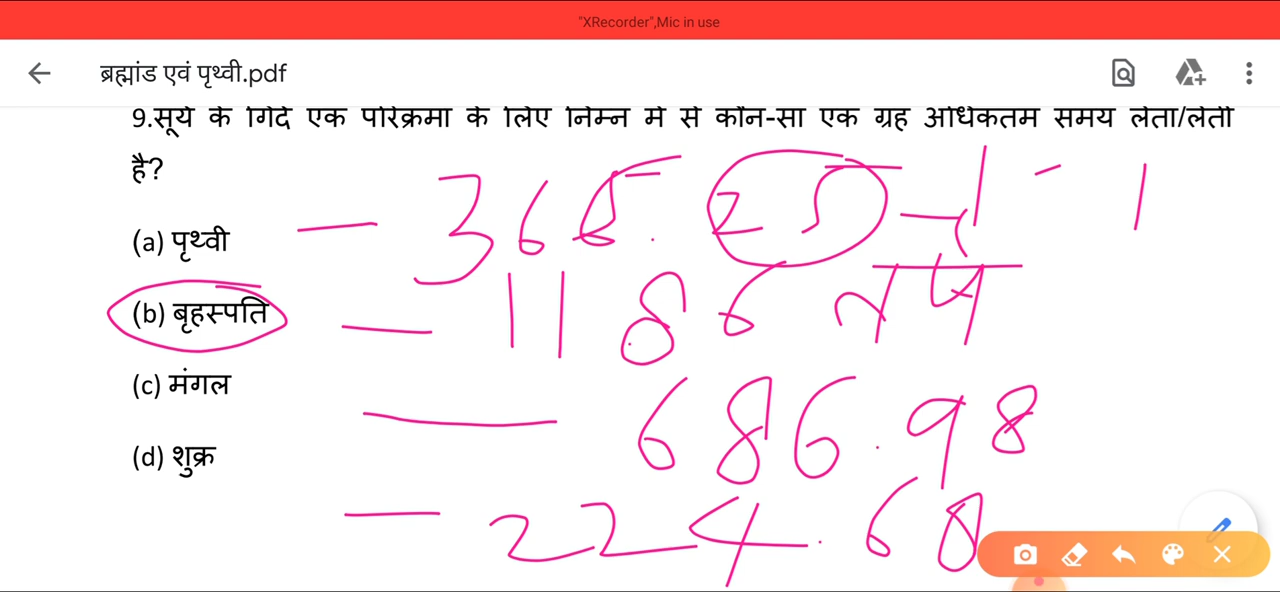 "XRecorder",Mic in use
ब्रह्मांड एवं पृथ्वी.pdf
9.सूर्य के गिर्द एक परिक्रमा के लिए निम्न में से कौन-सा एक ग्रह अधिकतम समय लेता/लेती
है?
(a) पृथ्वी – 365.25
(b) बृहस्पति – 11 86
(c) मंगल — 686.98
(d) शुक्र – 224.68